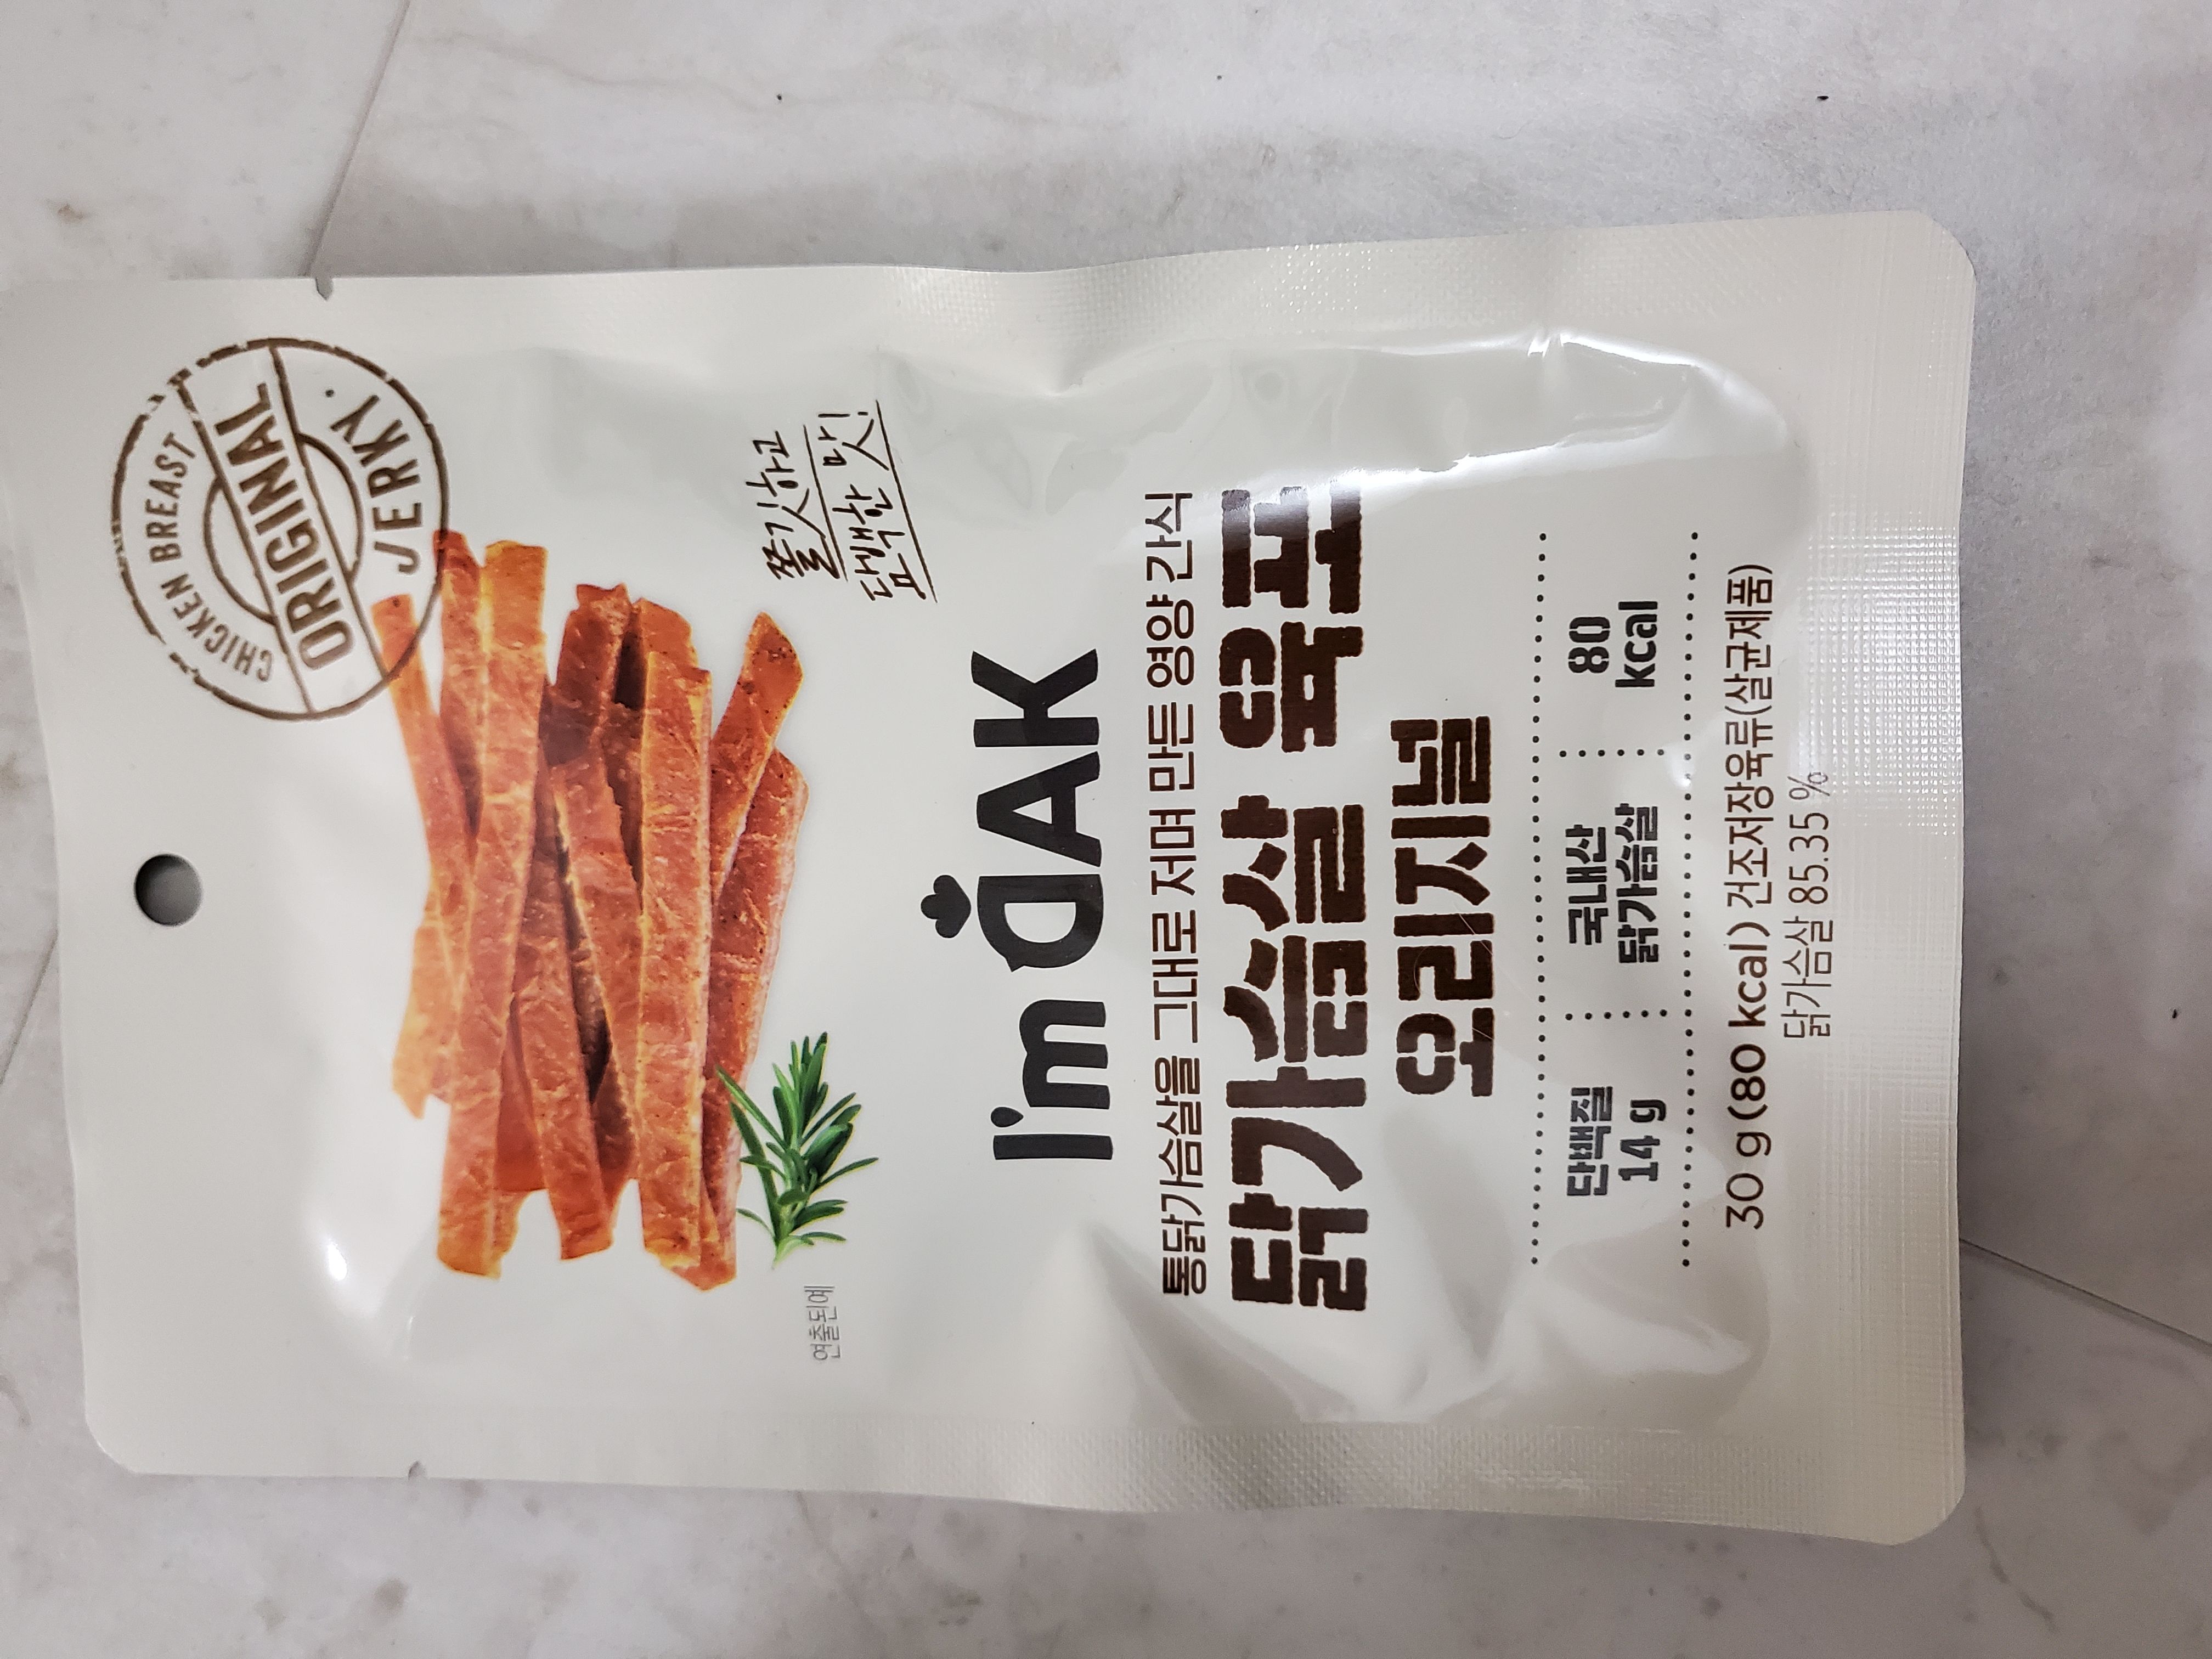 CHICKEN BREAST
ORIGINAL
JERKY
쫄깃하고
담백한 맛!
연출된예
I'm DAK
통닭가슴살을 그대로 저며 만든 영양 간식
닭가슴살 육포
오리지널
단백질
14 g
국내산
닭가슴살
80
kcal
30 g(80 kcal) 건조저장육류(살균제품)
닭가슴살 85.35 %